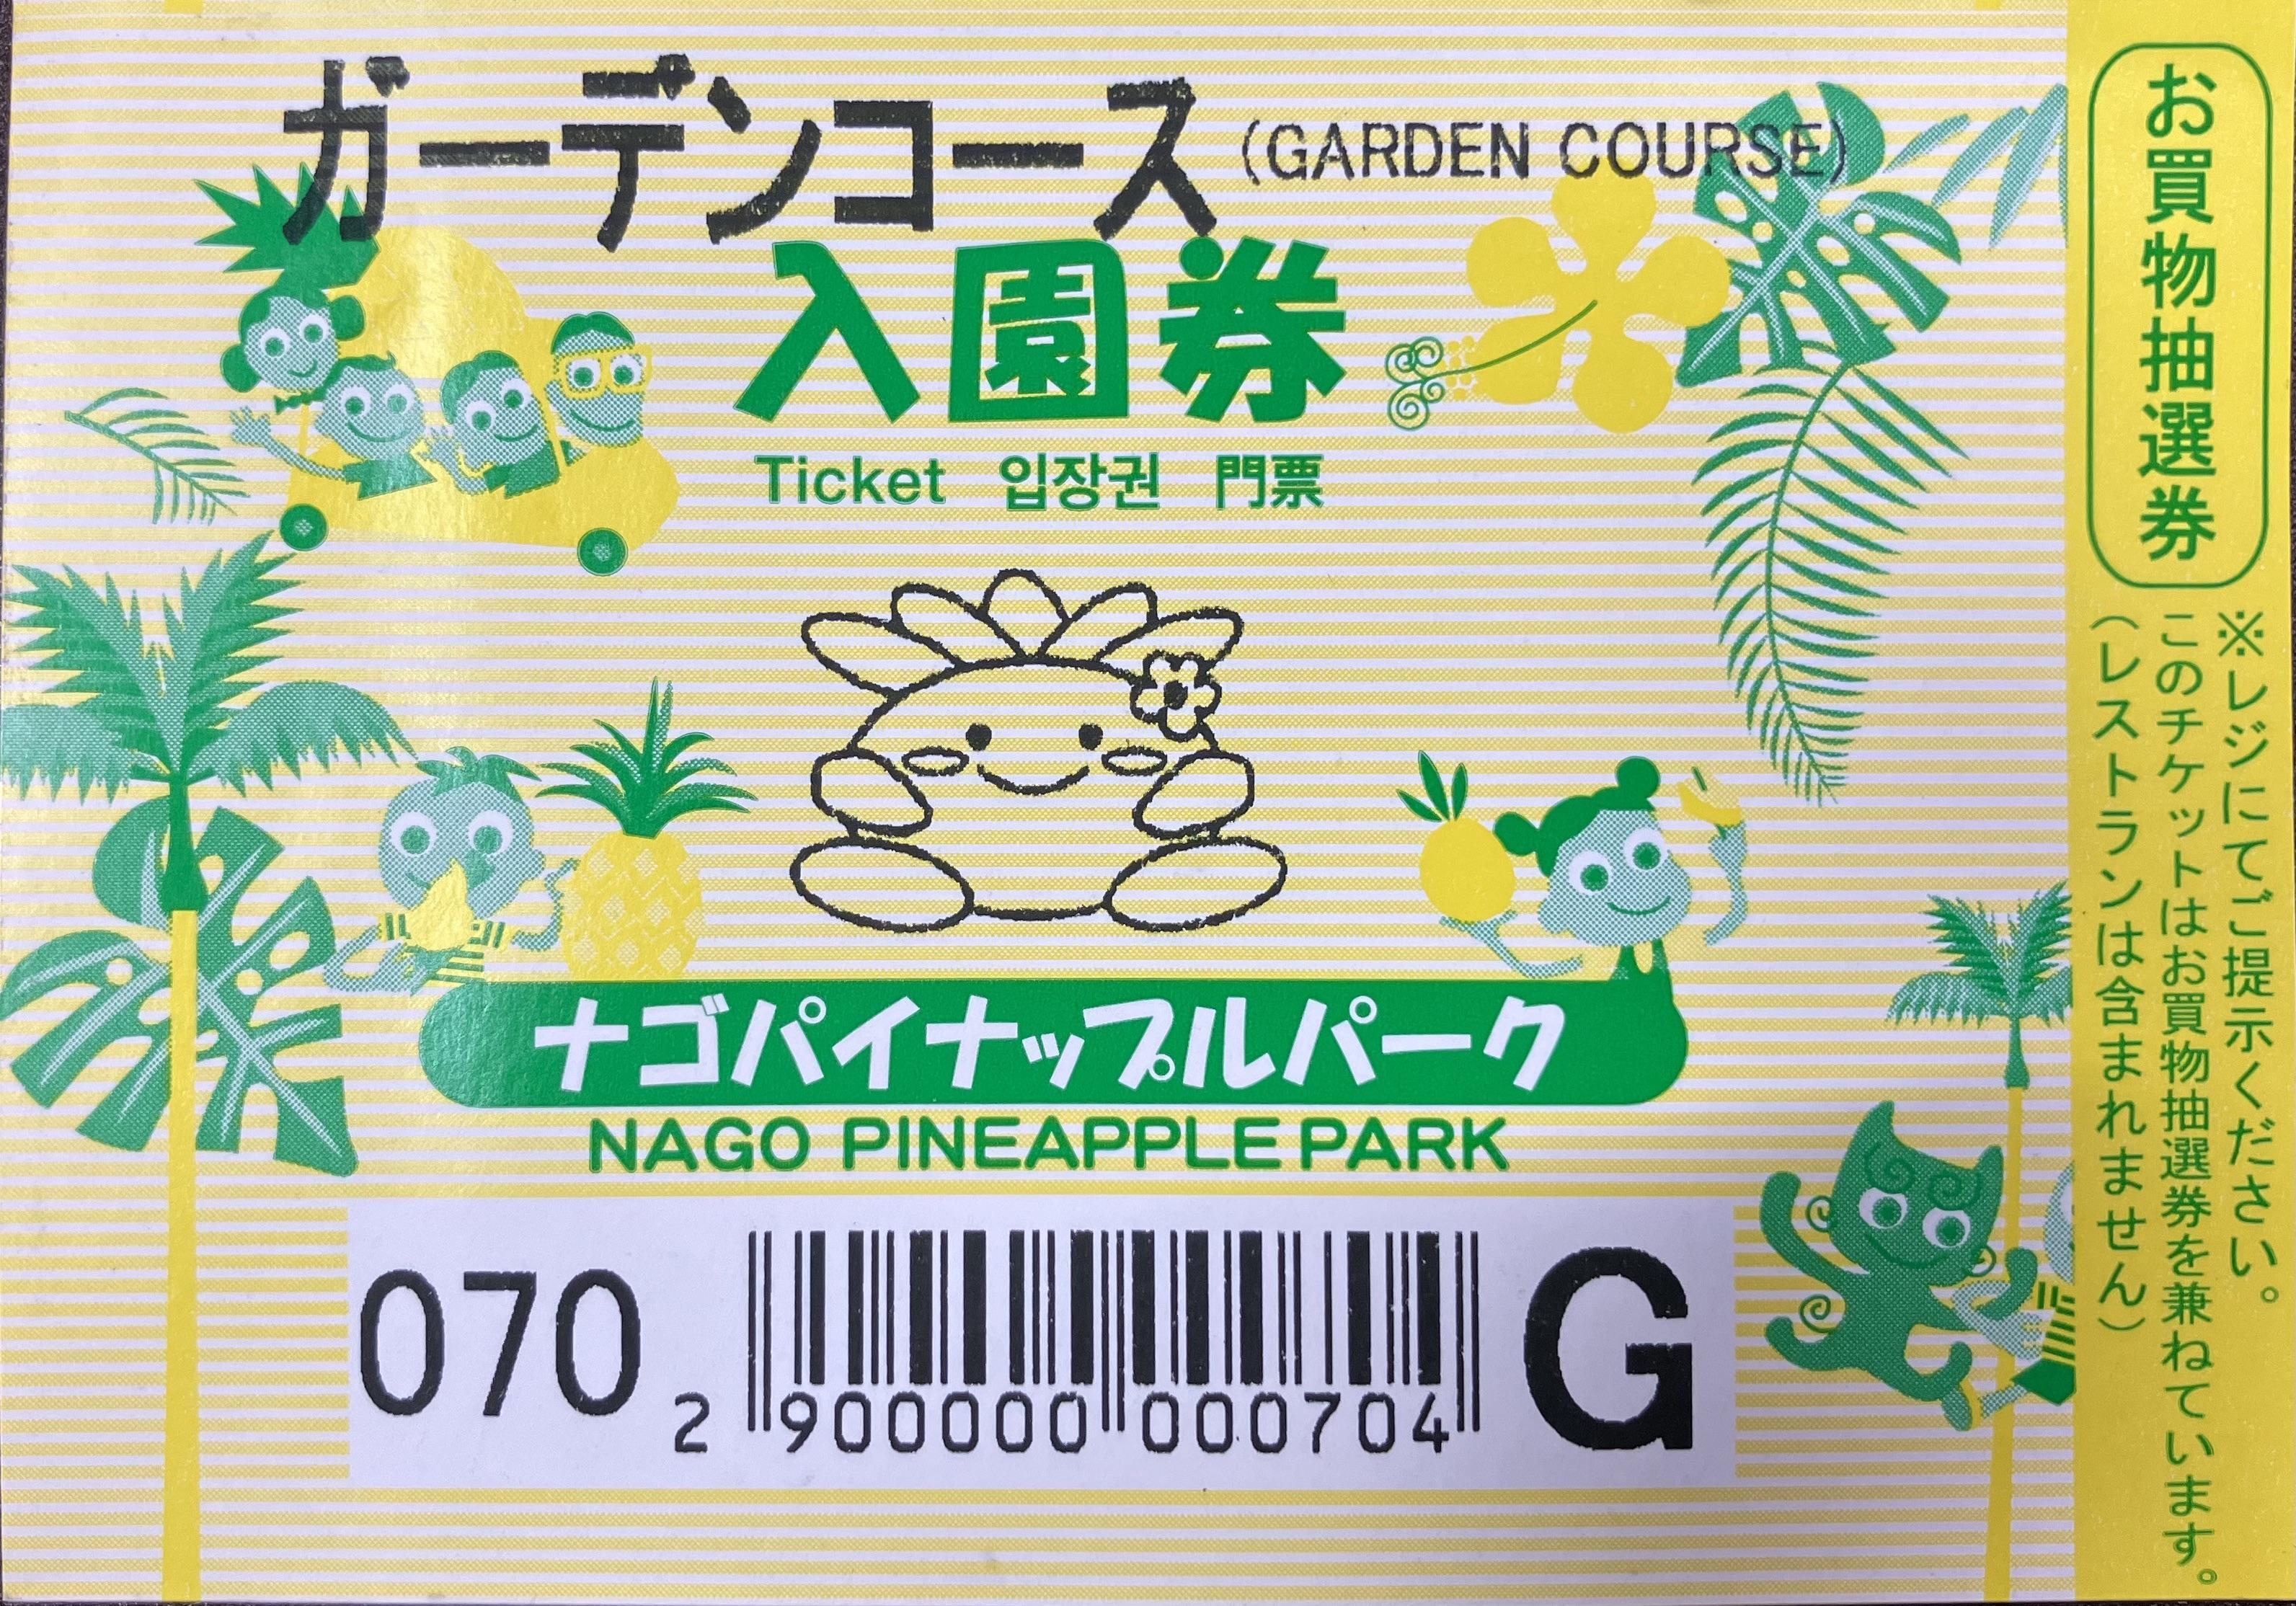 ガーデンコース (GARDEN COURSE)
入園券
Ticket 입장권 門票
ナゴパイナップルパーク
NAGO PINEAPPLE PARK
070
2 900000 000704
G
お買物抽選券
※レジにてご提示ください。
このチケットはお買物抽選券を兼ねています。
(レストランは含まれません)